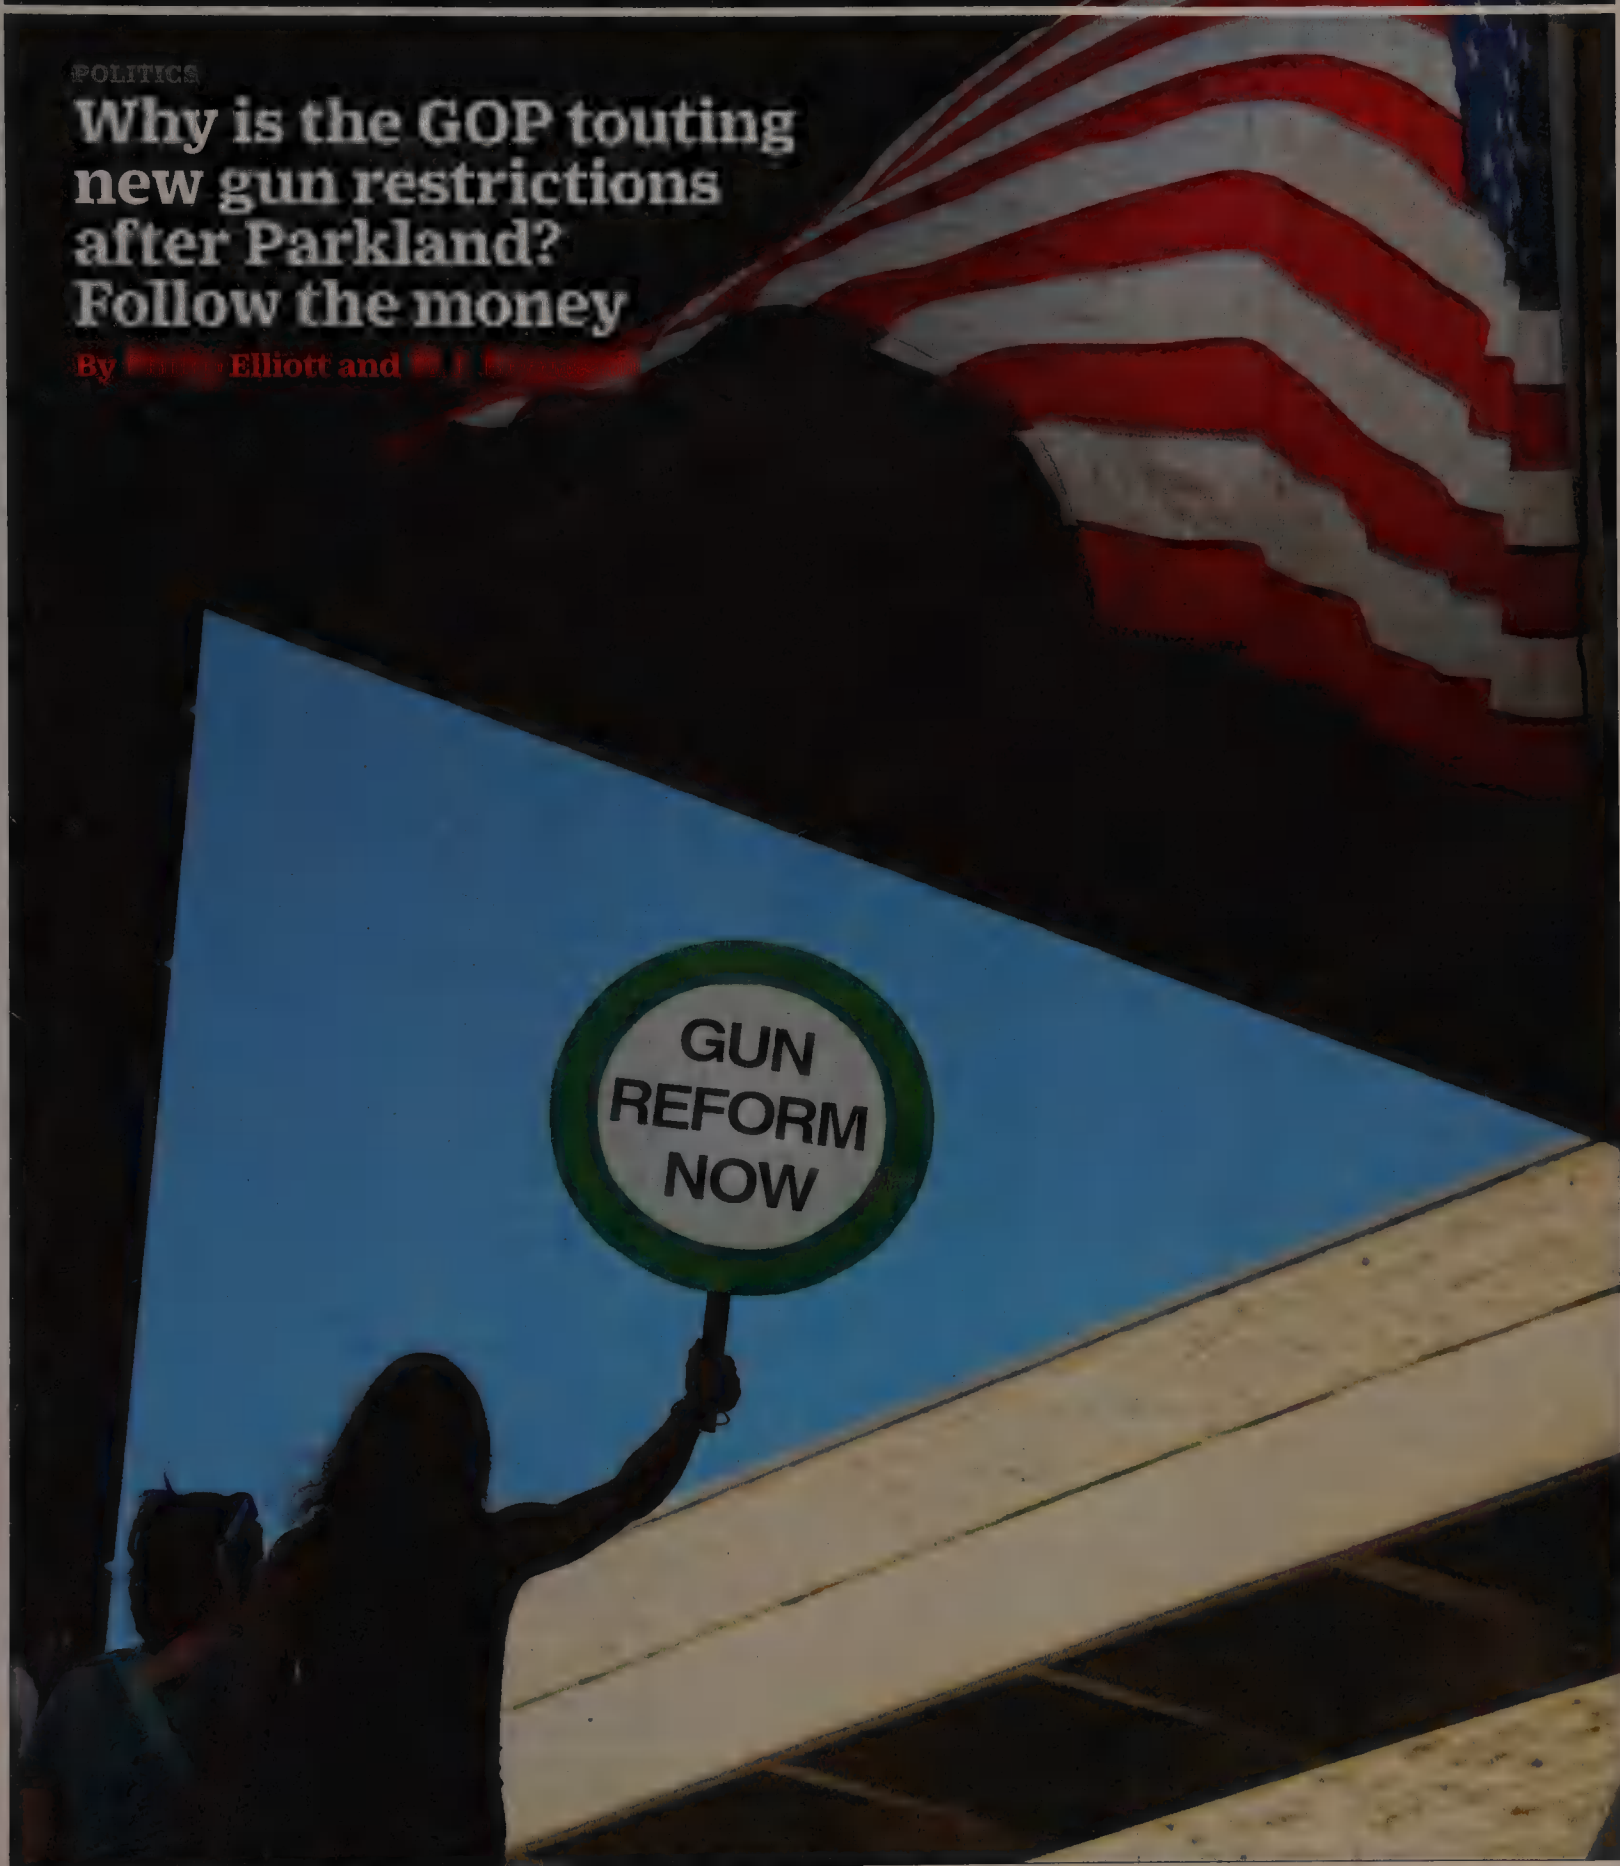 POLITICS
Why is the GOP touting
new gun restrictions
after Parkland?
Follow the money
By Elliott and
GUN
REFORM
NOW